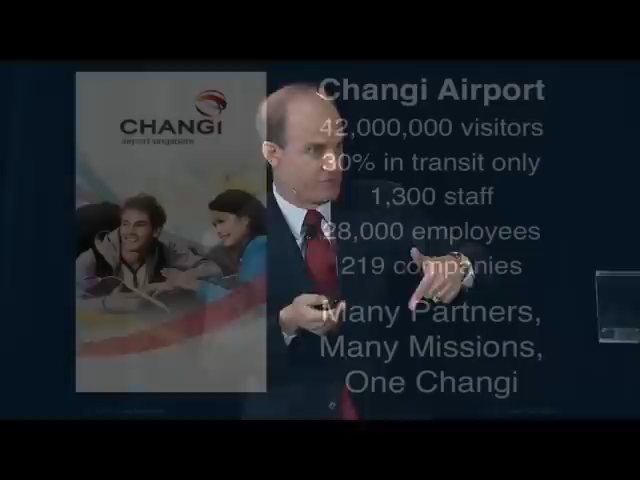 CHANGI
airport singapore
Changi Airport
42,000,000 visitors
30% in transit only
1,300 staff
28,000 employees
219 companies
Many Partners,
Many Missions,
One Changi